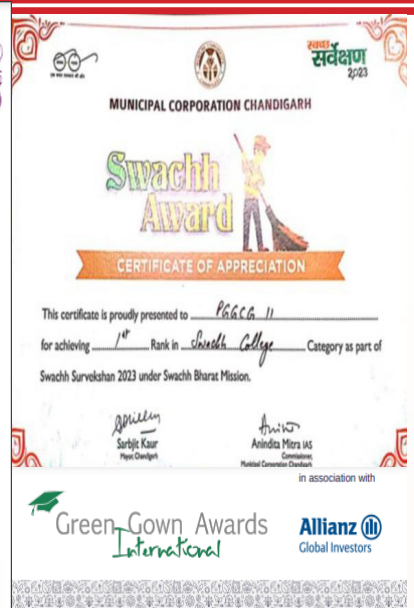 स्वच्छ
सर्वेक्षण
2023
MUNICIPAL CORPORATION CHANDIGARH
Swachh
Award
CERTIFICATE OF APPRECIATION
This certificate is proudly presented to PGGCG 11
for achieving 1st Rank in Swachh College Category as part of
Swachh Survekshan 2023 under Swachh Bharat Mission.
Sarbjit Kaur
Mayor, Chandigarh
Anindita Mitra IAS
Commissioner,
Municipal Corporation Chandigarh
in association with
Green Gown Awards
International
Allianz
Global Investors